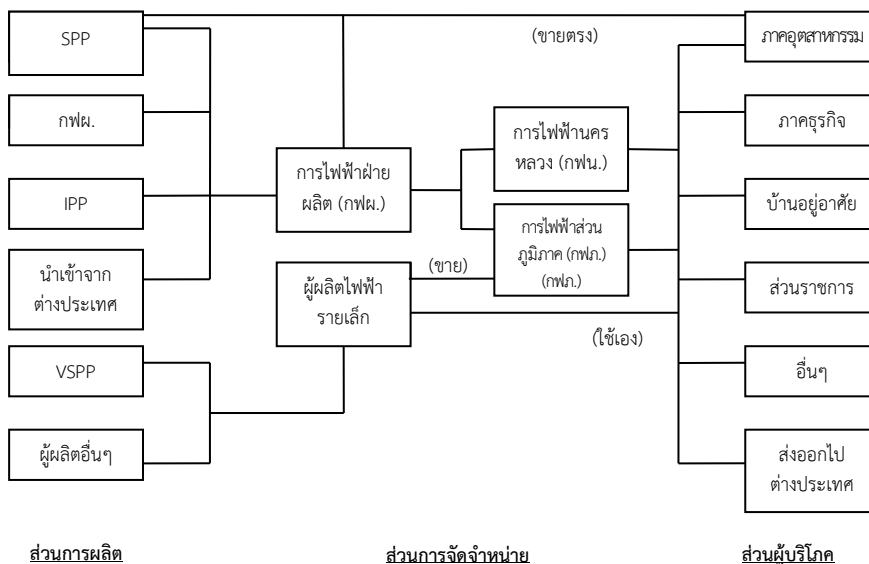 SPP
กฟผ.
IPP
นำเข้าจาก
ต่างประเทศ
VSPP
ผู้ผลิตอื่นๆ
ส่วนการผลิต
การไฟฟ้าฝ่าย
ผลิต (กฟผ.)
ผู้ผลิตไฟฟ้า
รายเล็ก
(ขายตรง)
การไฟฟ้านคร
หลวง (กฟน.)
การไฟฟ้าส่วน
ภูมิภาค (กฟภ.)
(กฟภ.)
(ขาย)
(ใช้เอง)
ส่วนการจัดจำหน่าย
ภาคอุตสาหกรรม
ภาคธุรกิจ
บ้านอยู่อาศัย
ส่วนราชการ
อื่นๆ
ส่งออกไป
ต่างประเทศ
ส่วนผู้บริโภค